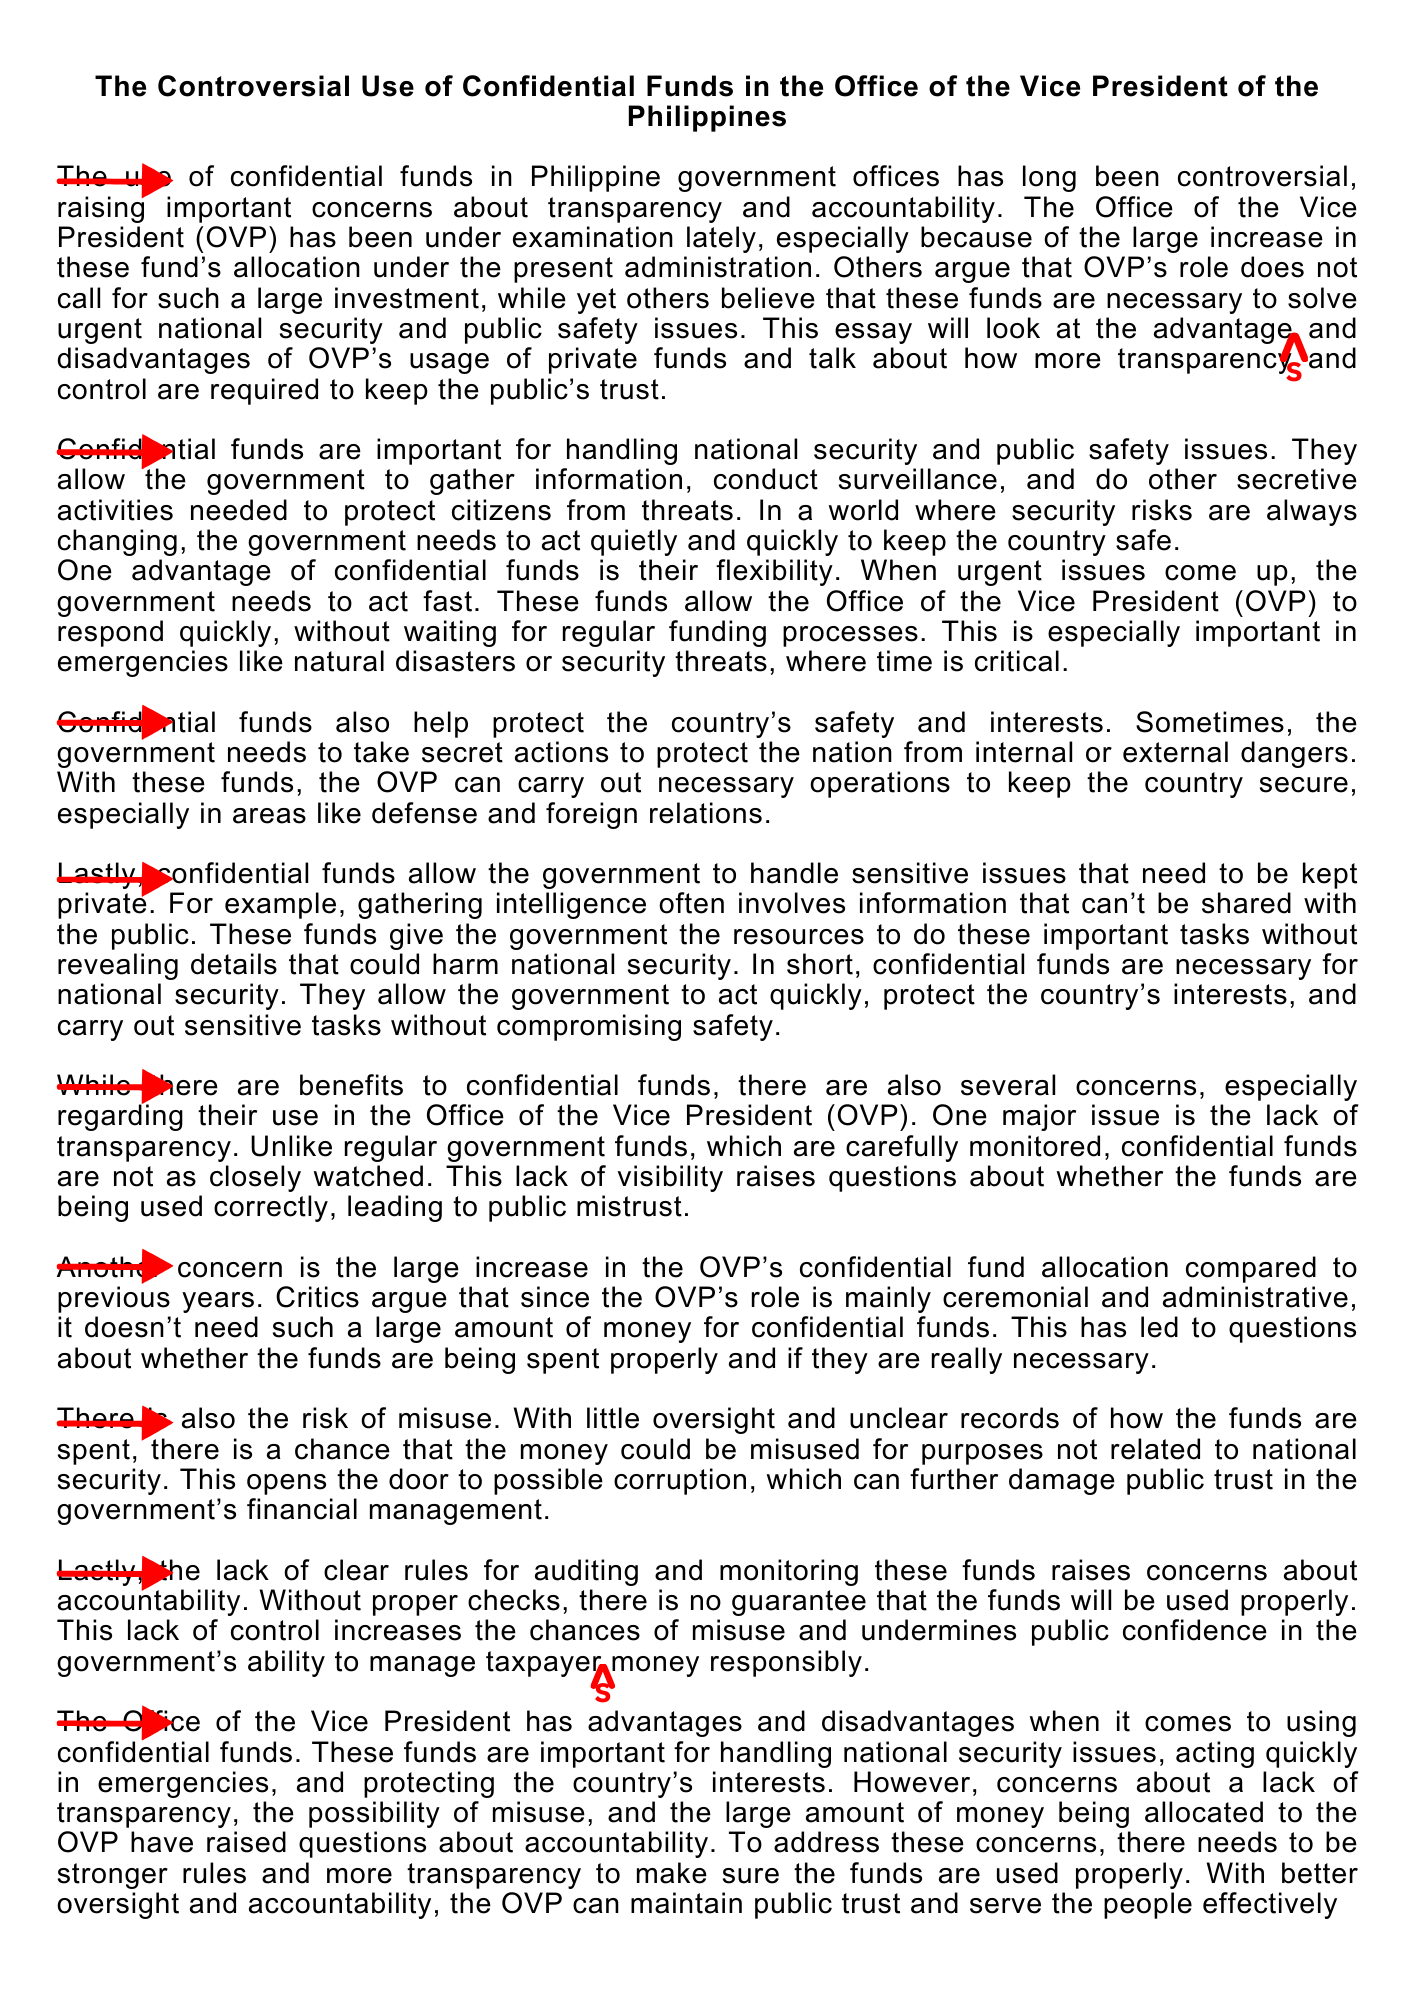 The Controversial Use of Confidential Funds in the Office of the Vice President of the
Philippines
The use of confidential funds in Philippine government offices has long been controversial,
raising important concerns about transparency and accountability. The Office of the Vice
President (OVP) has been under examination lately, especially because of the large increase in
these fund’s allocation under the present administration. Others argue that OVP’s role does not
call for such a large investment, while yet others believe that these funds are necessary to solve
urgent national security and public safety issues. This essay will look at the advantage and
disadvantages of OVP’s usage of private funds and talk about how more transparency and
s
control are required to keep the public’s trust.
Confidential funds are important for handling national security and public safety issues. They
allow the government to gather information, conduct surveillance, and do other secretive
activities needed to protect citizens from threats. In a world where security risks are always
changing, the government needs to act quietly and quickly to keep the country safe.
One advantage of confidential funds is their flexibility. When urgent issues come up, the
government needs to act fast. These funds allow the Office of the Vice President (OVP) to
respond quickly, without waiting for regular funding processes. This is especially important in
emergencies like natural disasters or security threats, where time is critical.
Confidential funds also help protect the country’s safety and interests. Sometimes, the
government needs to take secret actions to protect the nation from internal or external dangers.
With these funds, the OVP can carry out necessary operations to keep the country secure,
especially in areas like defense and foreign relations.
Lastly, confidential funds allow the government to handle sensitive issues that need to be kept
private. For example, gathering intelligence often involves information that can’t be shared with
the public. These funds give the government the resources to do these important tasks without
revealing details that could harm national security. In short, confidential funds are necessary for
national security. They allow the government to act quickly, protect the country’s interests, and
carry out sensitive tasks without compromising safety.
While there are benefits to confidential funds, there are also several concerns, especially
regarding their use in the Office of the Vice President (OVP). One major issue is the lack of
transparency. Unlike regular government funds, which are carefully monitored, confidential funds
are not as closely watched. This lack of visibility raises questions about whether the funds are
being used correctly, leading to public mistrust.
Another concern is the large increase in the OVP’s confidential fund allocation compared to
previous years. Critics argue that since the OVP’s role is mainly ceremonial and administrative,
it doesn’t need such a large amount of money for confidential funds. This has led to questions
about whether the funds are being spent properly and if they are really necessary.
There is also the risk of misuse. With little oversight and unclear records of how the funds are
spent, there is a chance that the money could be misused for purposes not related to national
security. This opens the door to possible corruption, which can further damage public trust in the
government’s financial management.
Lastly, the lack of clear rules for auditing and monitoring these funds raises concerns about
accountability. Without proper checks, there is no guarantee that the funds will be used properly.
This lack of control increases the chances of misuse and undermines public confidence in the
government’s ability to manage taxpayer money responsibly.
s
The Office of the Vice President has advantages and disadvantages when it comes to using
confidential funds. These funds are important for handling national security issues, acting quickly
in emergencies, and protecting the country’s interests. However, concerns about a lack of
transparency, the possibility of misuse, and the large amount of money being allocated to the
OVP have raised questions about accountability. To address these concerns, there needs to be
stronger rules and more transparency to make sure the funds are used properly. With better
oversight and accountability, the OVP can maintain public trust and serve the people effectively